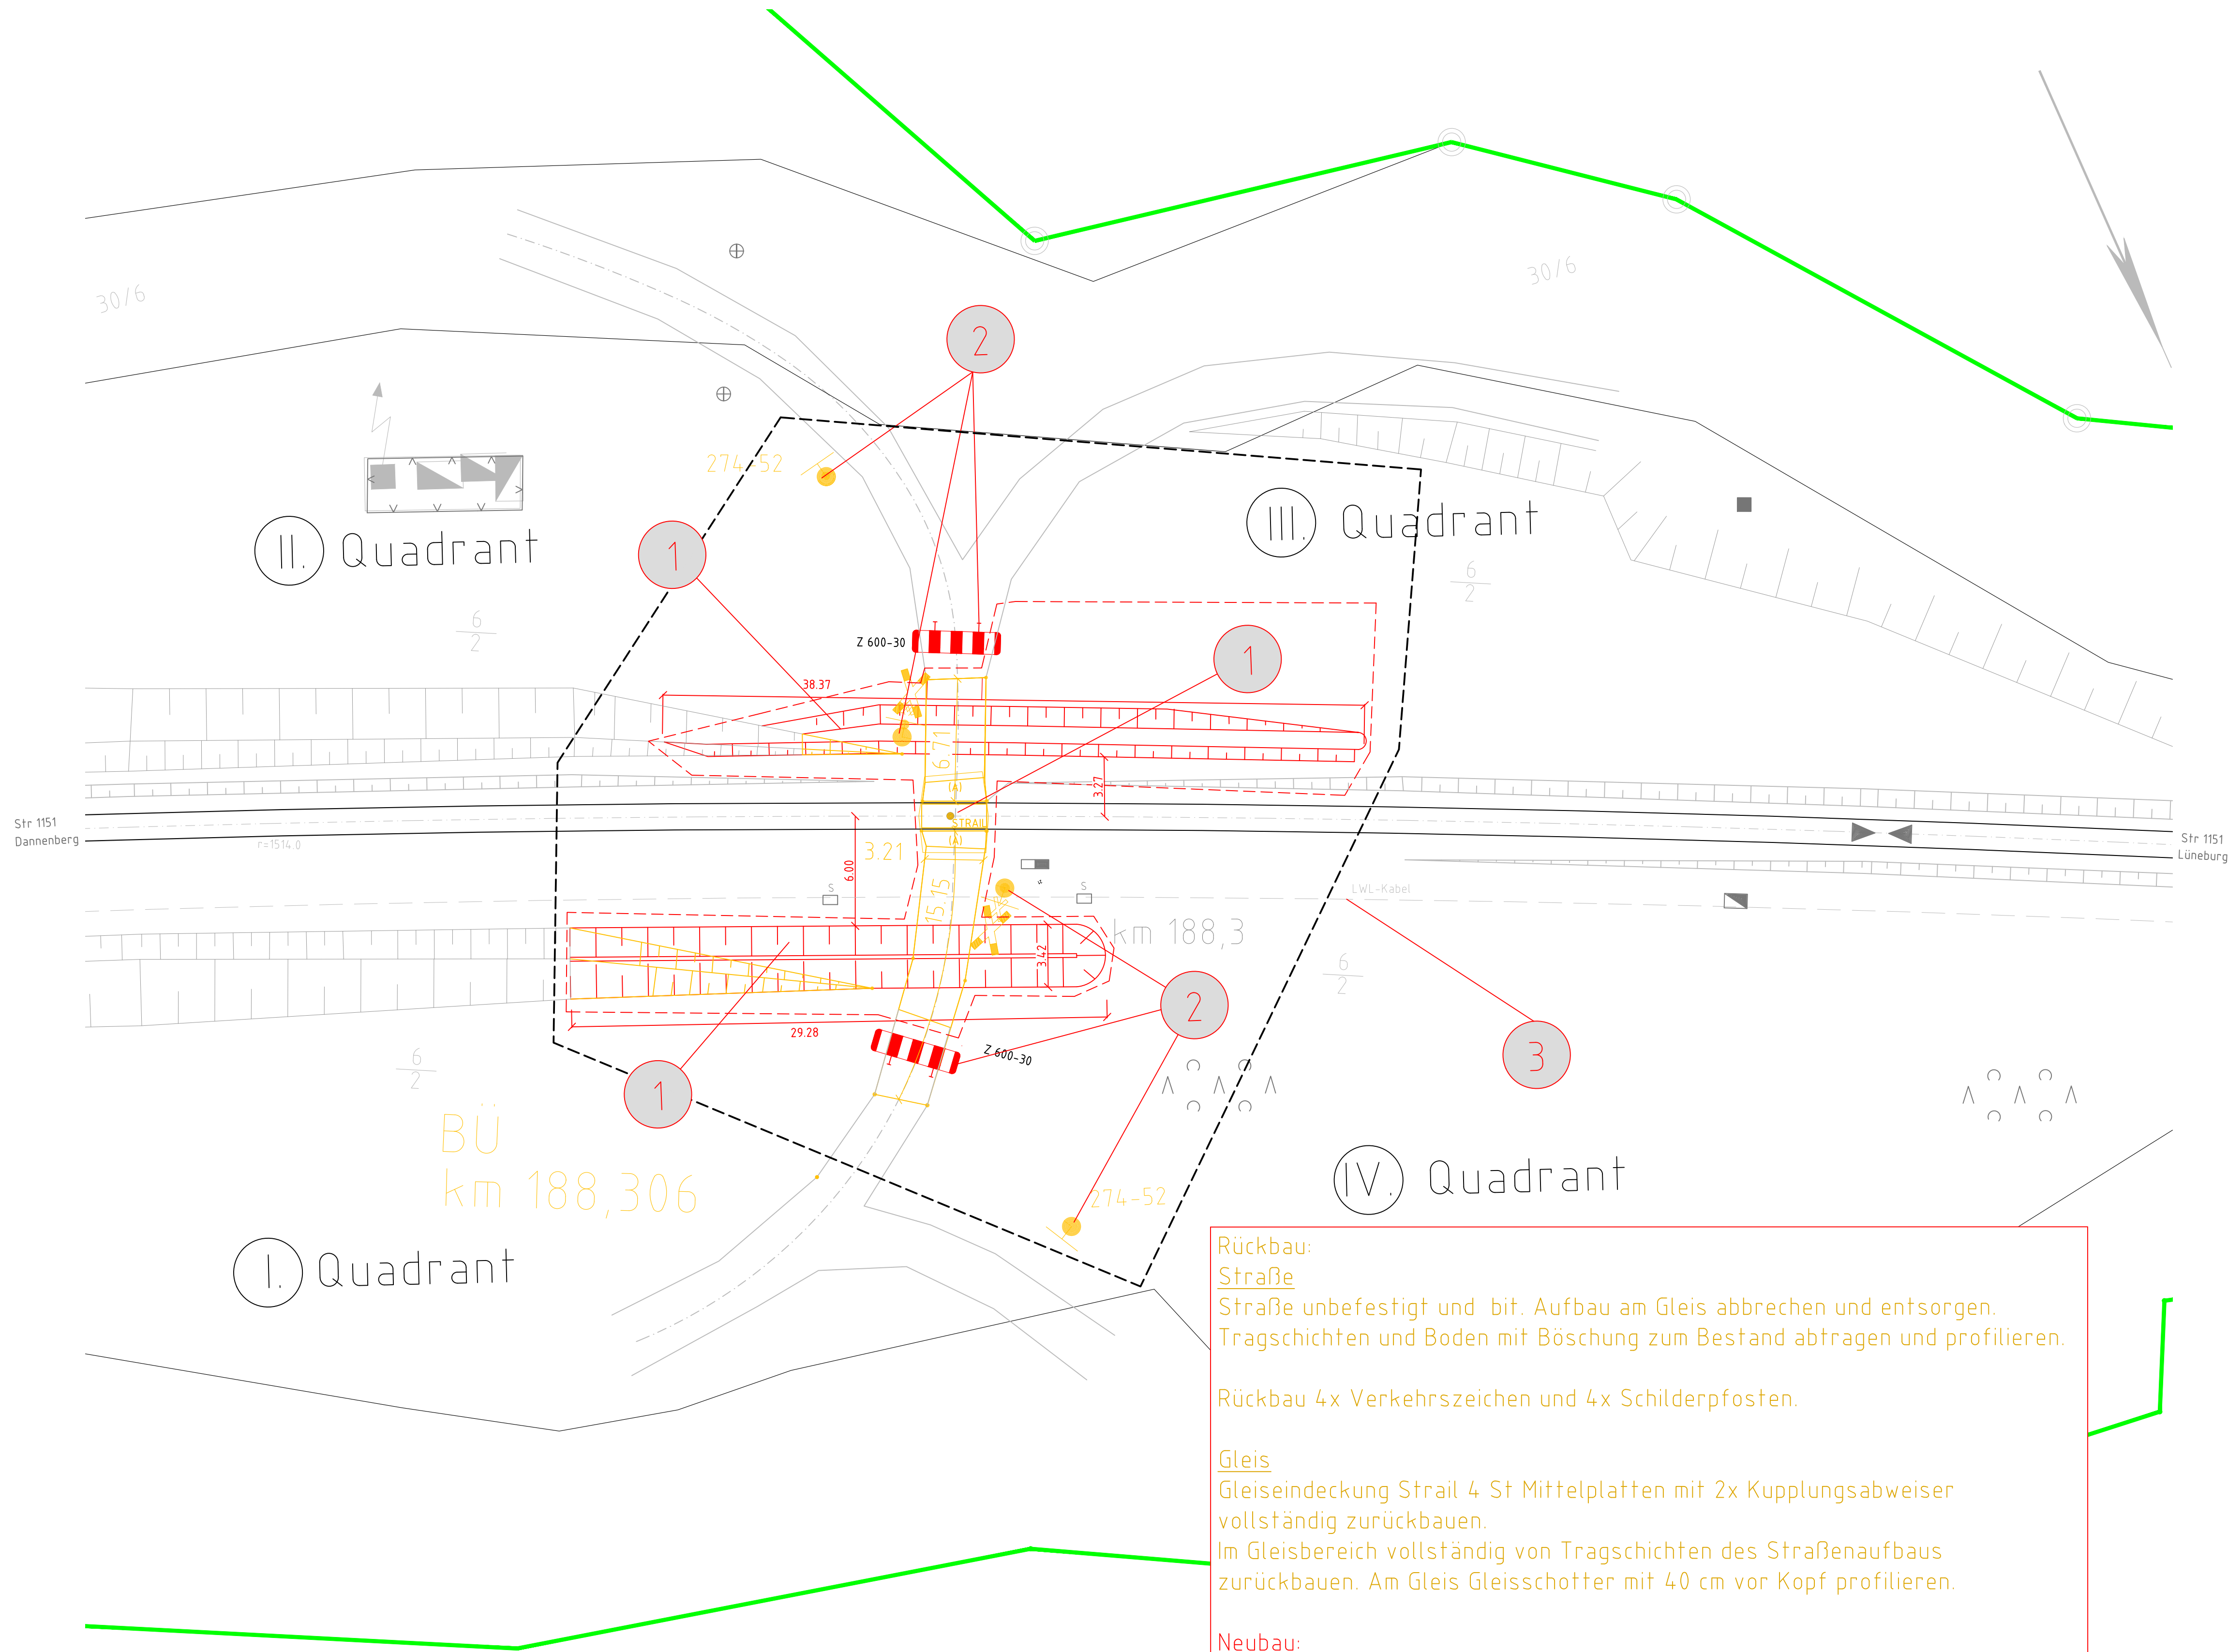 30/6
30/6
2
274-52
II. Quadrant
III. Quadrant
1
6
2
6
2
Z 600-30
1
38.37
6.71
3.27
(A)
STRAIL
(A)
Str 1151
Dannenberg
r=1514.0
Str 1151
Lüneburg
3.21
6.00
S
S
LWL-Kabel
15.15
km 188,3
3.42
6
2
29.28
2
Z 600-30
3
6
2
1
BÜ
km 188,306
274-52
IV. Quadrant
I. Quadrant
Rückbau:
Straße
Straße unbefestigt und bit. Aufbau am Gleis abbrechen und entsorgen.
Tragschichten und Boden mit Böschung zum Bestand abtragen und profilieren.
Rückbau 4x Verkehrszeichen und 4x Schilderpfosten.
Gleis
Gleiseindeckung Strail 4 St Mittelplatten mit 2x Kupplungsabweiser
vollständig zurückbauen.
Im Gleisbereich vollständig von Tragschichten des Straßenaufbaus
zurückbauen. Am Gleis Gleisschotter mit 40 cm vor Kopf profilieren.
Neubau: